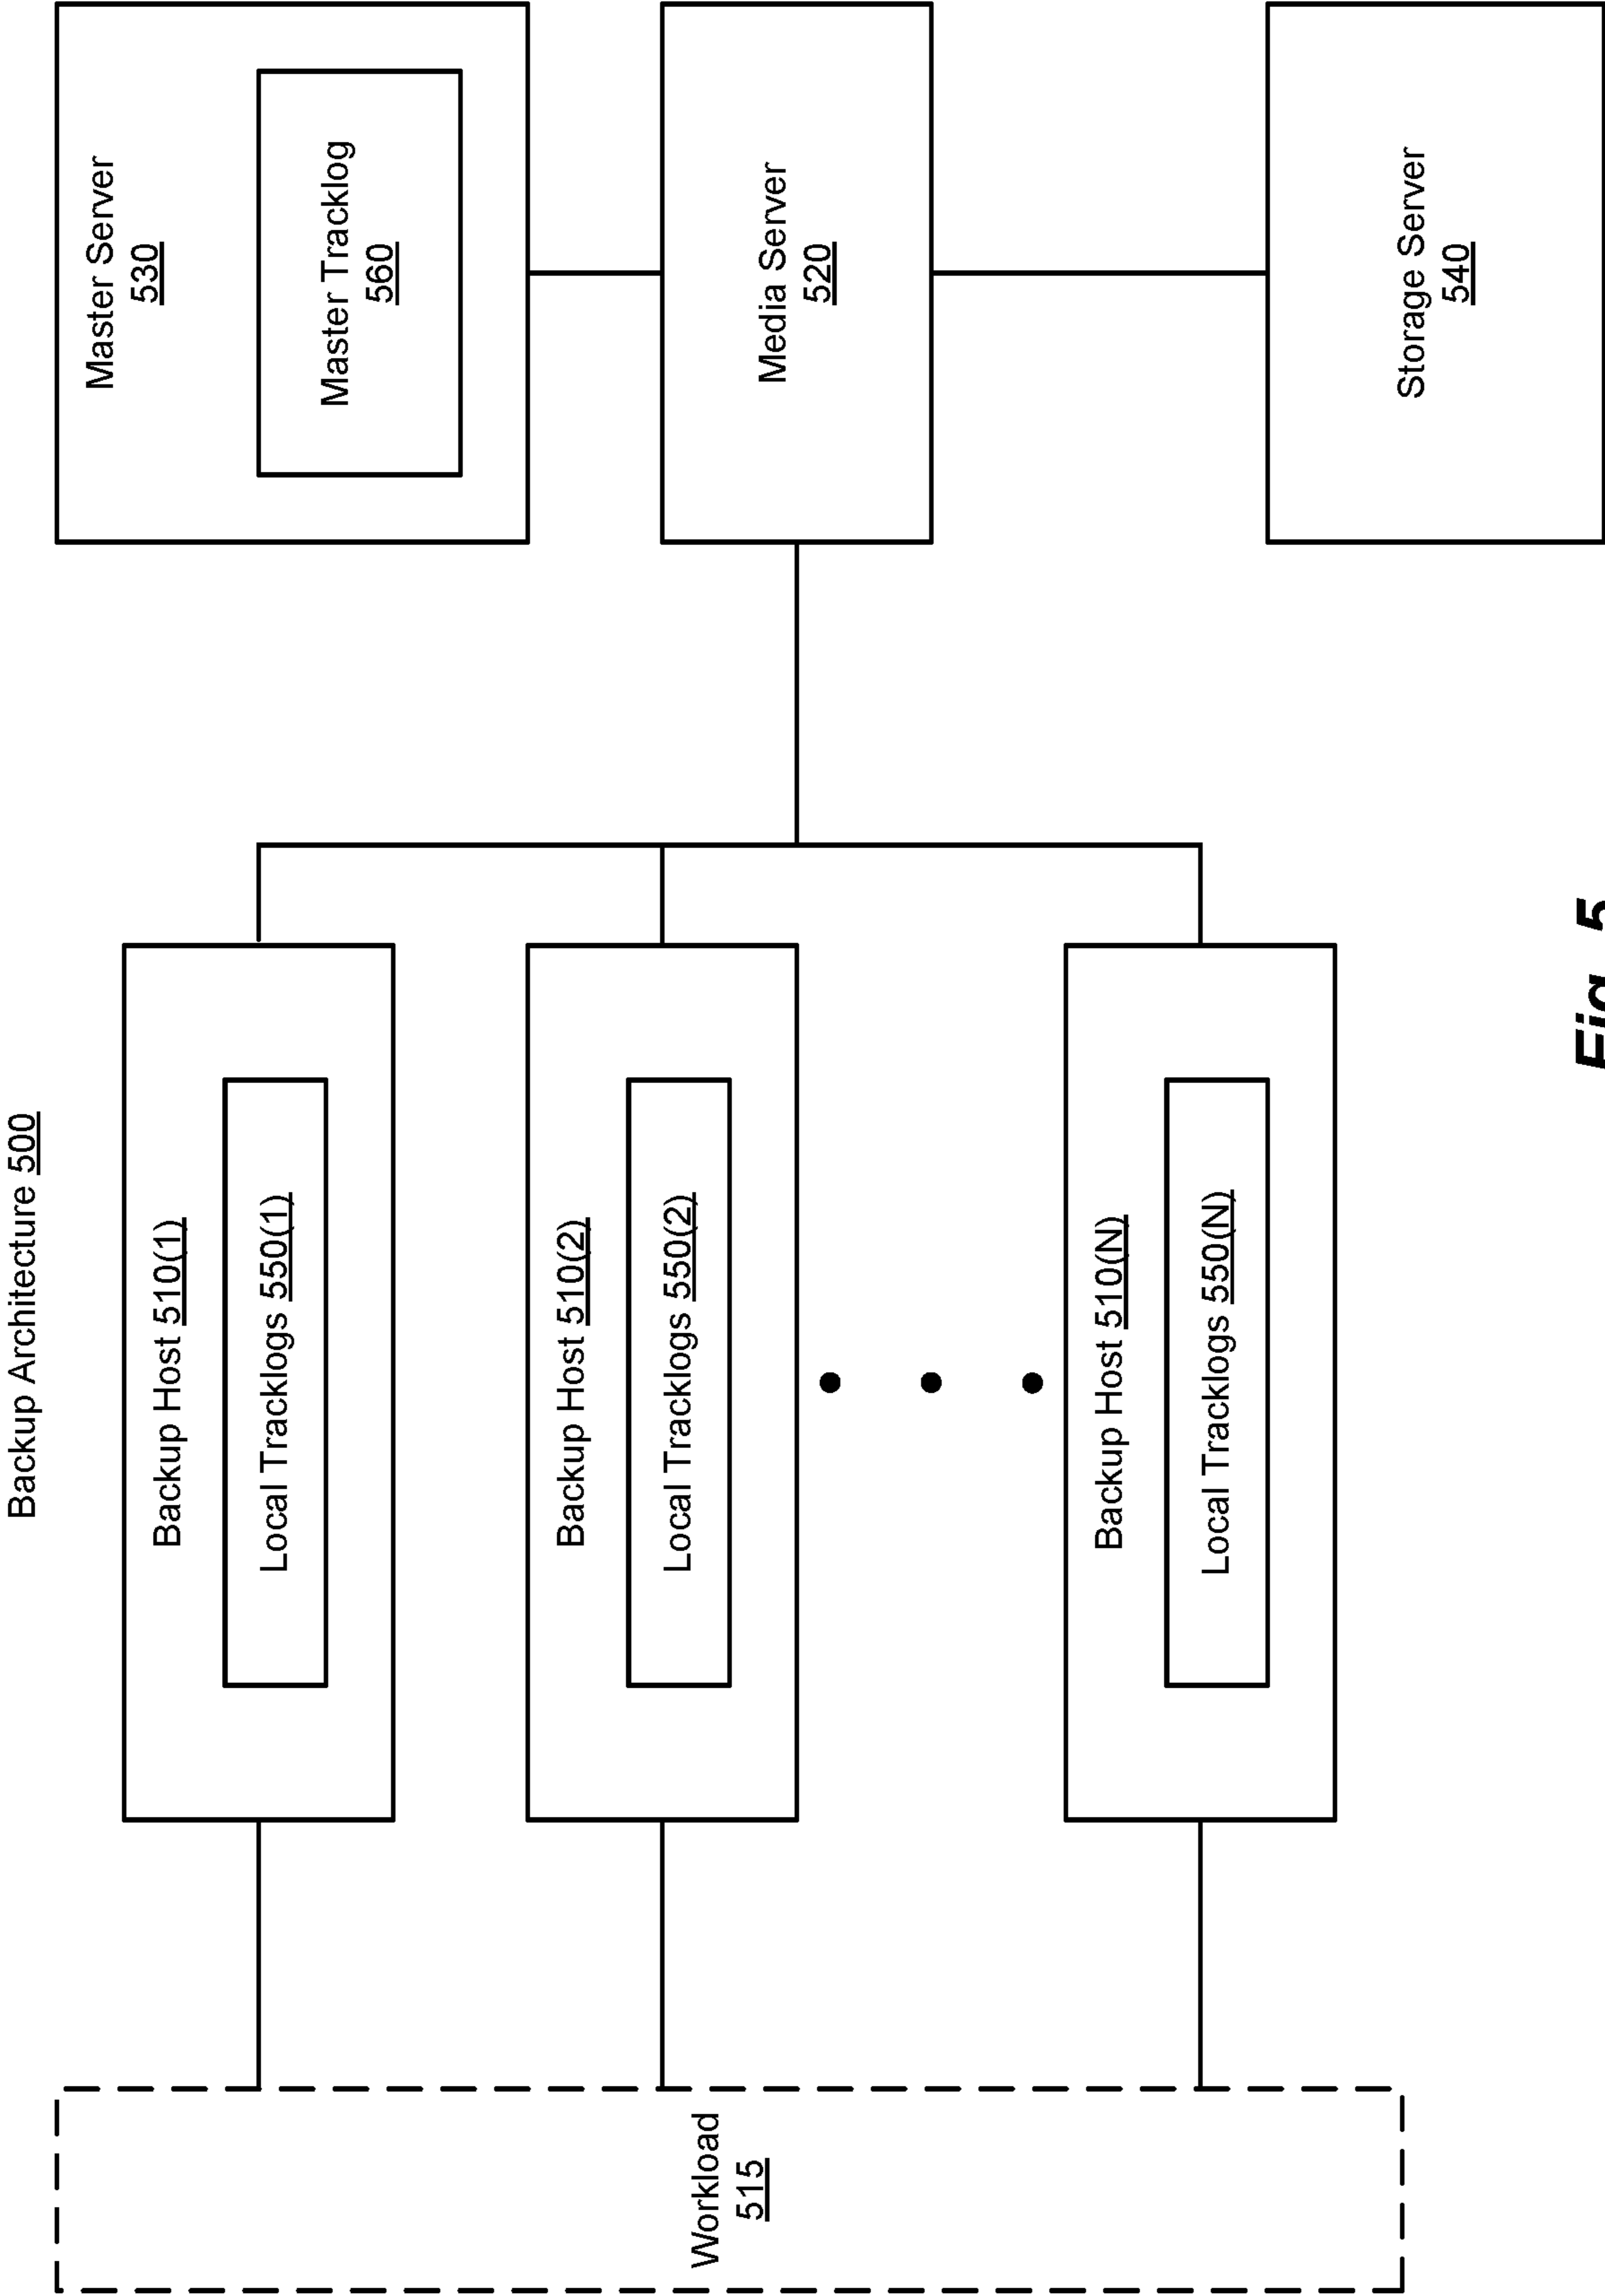 Backup Architecture 500
Workload
515
Backup Host 510(1)
Local Tracklogs 550(1)
Backup Host 510(2)
Local Tracklogs 550(2)
Backup Host 510(N)
Local Tracklogs 550(N)
Master Server
530
Master Tracklog
560
Media Server
520
Storage Server
540
Fig. 5